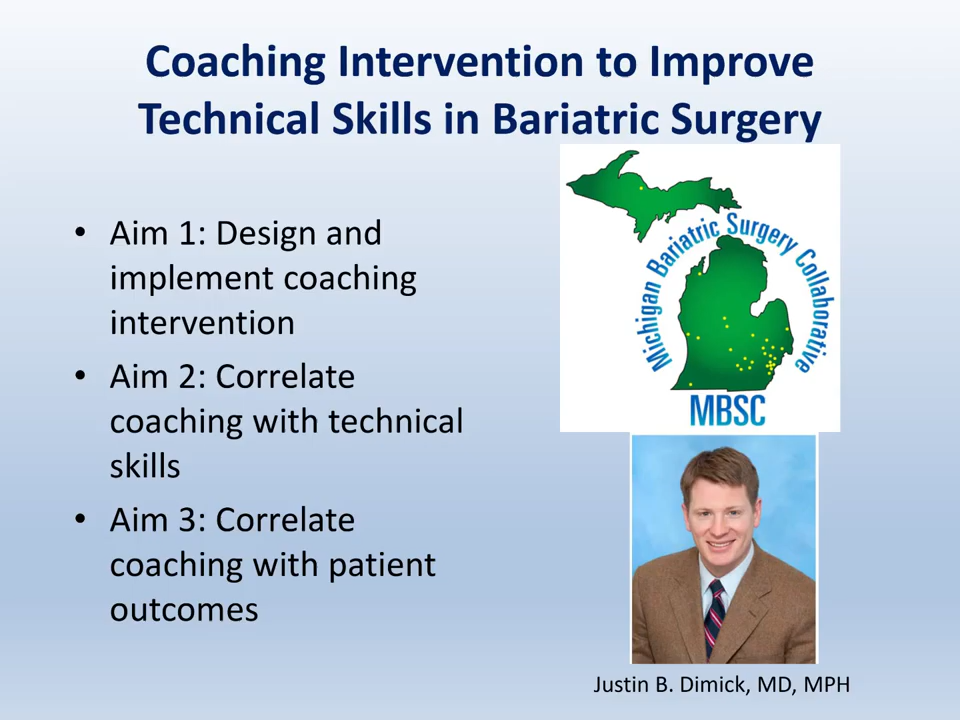 Coaching Intervention to Improve
Technical Skills in Bariatric Surgery
• Aim 1: Design and
implement coaching
intervention
• Aim 2: Correlate
coaching with technical
skills
• Aim 3: Correlate
coaching with patient
outcomes
Michigan Bariatric Surgery Collaborative
MBSC
Justin B. Dimick, MD, MPH